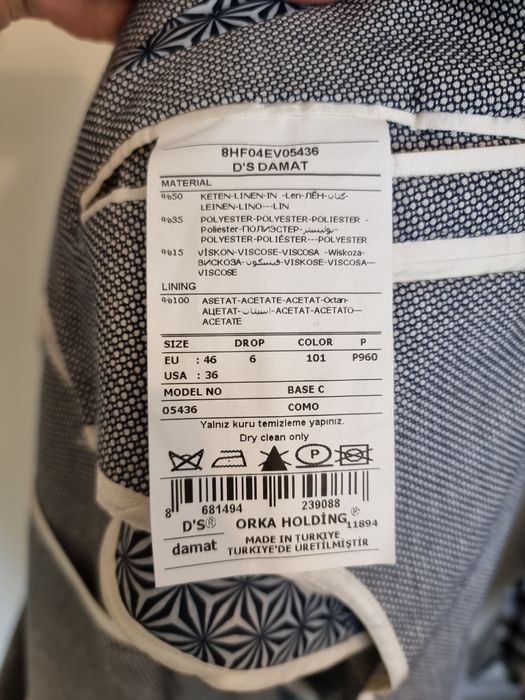 8HF04EV05436
D'S DAMAT
MATERIAL
%50 KETEN-LINEN-IN -Len-ЛЁН-كتان-
LEINEN-LINO---LIN
%35 POLYESTER-POLYESTER-POLIESTER -
Poliester-ПОЛИЭСТЕР-بوليستر-
POLYESTER-POLIÉSTER---POLYESTER
%15 VİSKON-VISCOSE-VISCOSA -Wiskoza-
ВИСКОЗА-فسكوز-VISKOSE-VISCOSA---
VISCOSE
LINING
%100 ASETAT-ACETATE-ACETAT-Octan-
АЦЕТАТ-اسيتات-ACETAT-ACETATO---
ACETATE
SIZE DROP COLOR P
EU : 46 6 101 P960
USA : 36
MODEL NO BASE C
05436 COMO
Yalnız kuru temizleme yapınız.
Dry clean only
P
8 681494 239088
D'S® ORKA HOLDİNG® 11894
damat MADE IN TURKIYE
TURKIYE'DE ÜRETİLMİŞTİR